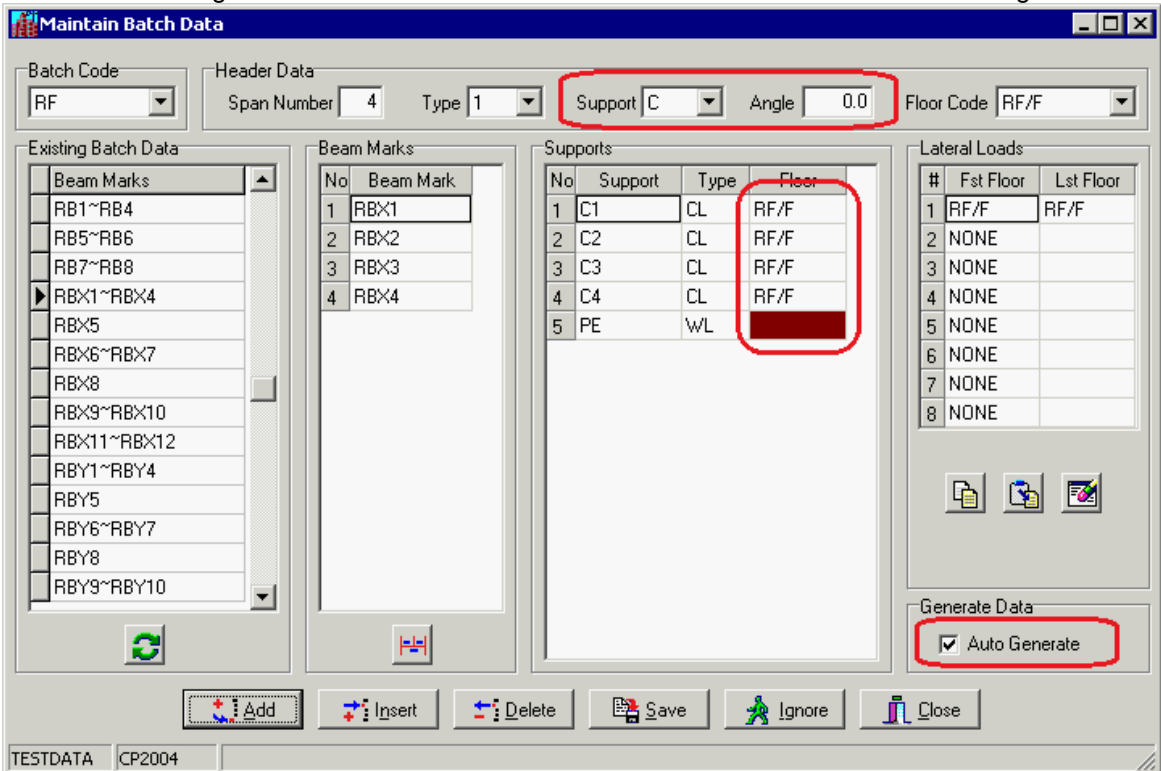 Maintain Batch Data
Batch Code
RF
Header Data
Span Number 4 Type 1 Support C Angle 0.0 Floor Code RF/F
Existing Batch Data
Beam Marks
RB1~RB4
RB5~RB6
RB7~RB8
RBX1~RBX4
RBX5
RBX6~RBX7
RBX8
RBX9~RBX10
RBX11~RBX12
RBY1~RBY4
RBY5
RBY6~RBY7
RBY8
RBY9~RBY10
Beam Marks
No Beam Mark
1 RBX1
2 RBX2
3 RBX3
4 RBX4
Supports
No Support Type Floor
1 C1 CL RF/F
2 C2 CL RF/F
3 C3 CL RF/F
4 C4 CL RF/F
5 PE WL
Lateral Loads
# Fst Floor Lst Floor
1 RF/F RF/F
2 NONE
3 NONE
4 NONE
5 NONE
6 NONE
7 NONE
8 NONE
Generate Data
Auto Generate
Add Insert Delete Save Ignore Close
TESTDATA CP2004